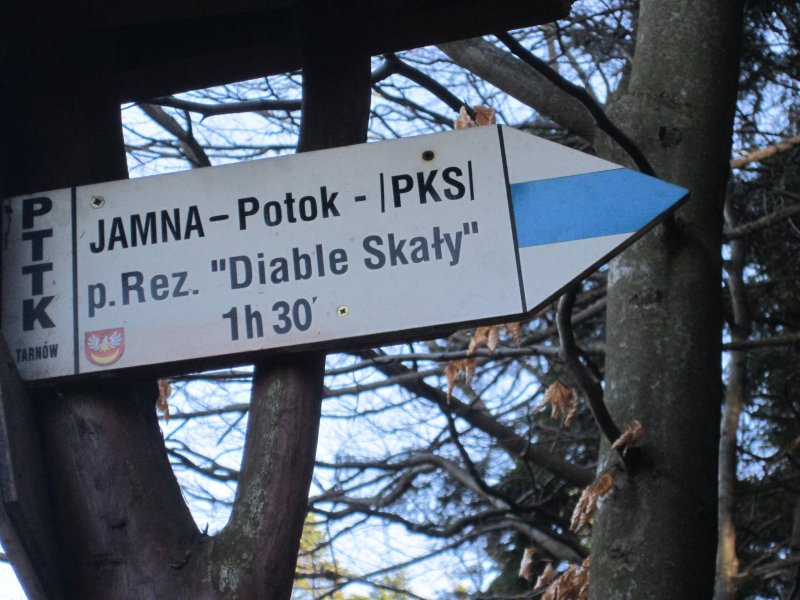 PTTK
TARNÓW
JAMNA – Potok - |PKS|
p.Rez. "Diable Skały"
1h 30'